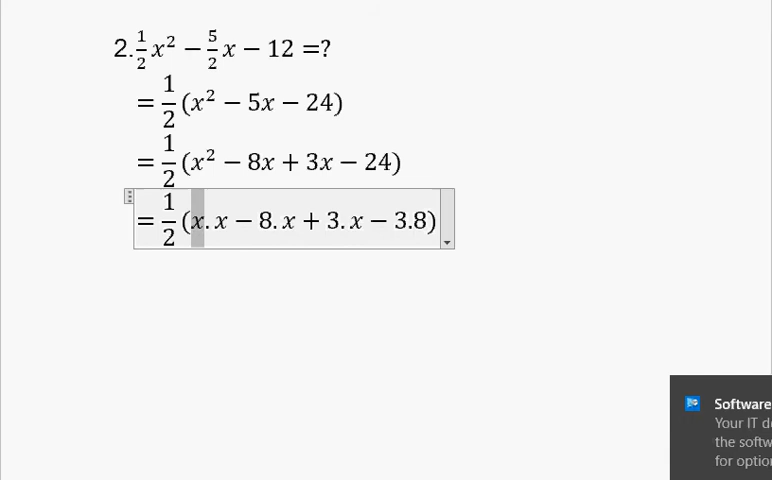 2. 1/2 x² − 5/2 x − 12 =?
= 1/2 (x² − 5x − 24)
= 1/2 (x² − 8x + 3x − 24)
= 1/2 (x. x − 8. x + 3. x − 3.8)
Software
Your IT d
the softw
for optio